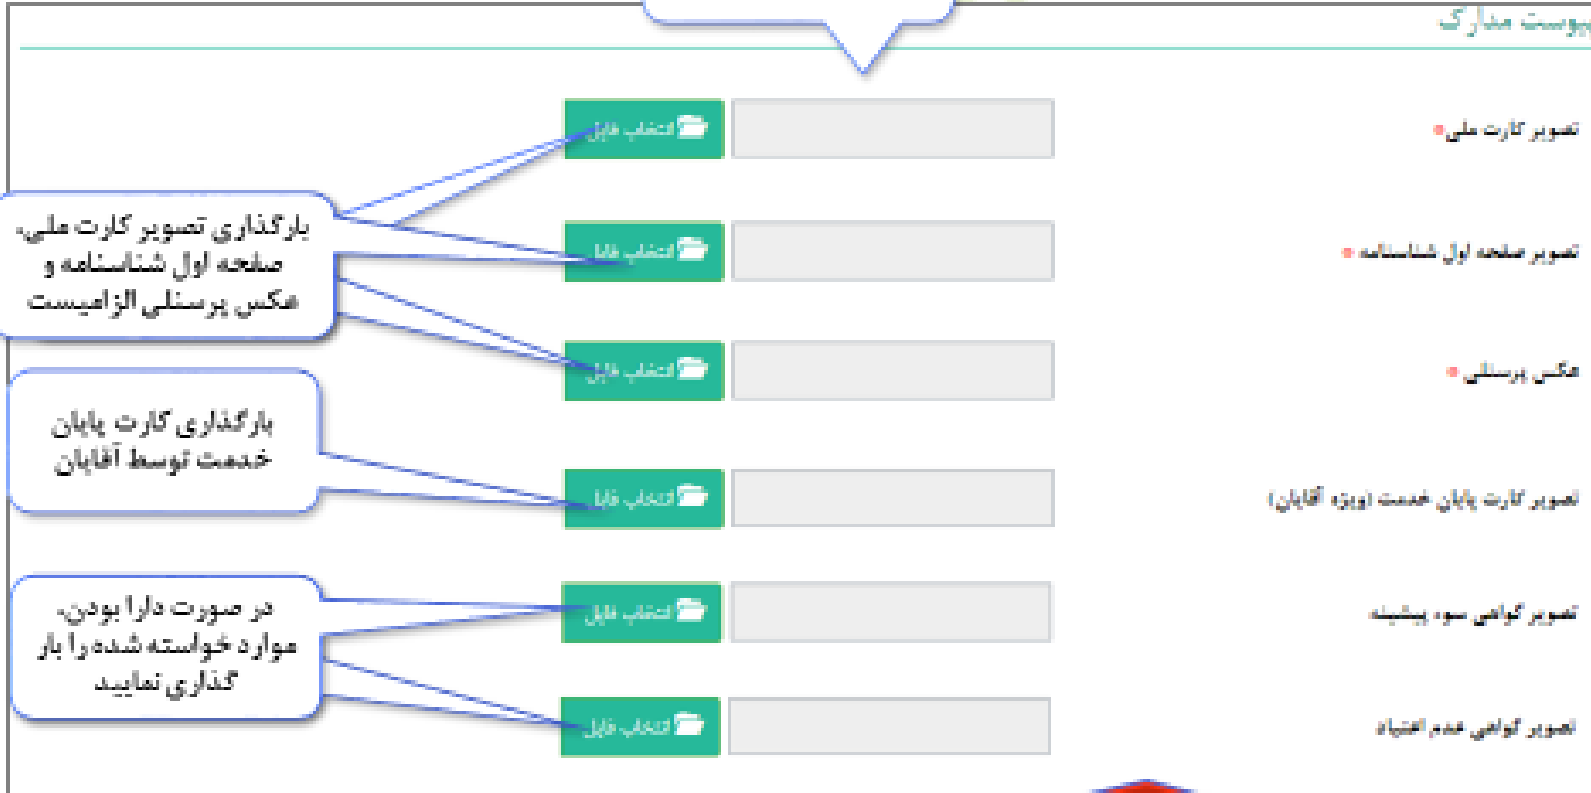 پیوست مدارک
تصویر کارت ملی*
انتخاب فایل
تصویر صفحه اول شناسنامه *
انتخاب فایل
عکس پرسنلی *
انتخاب فایل
تصویر کارت پایان خدمت (ویژه آقایان)
انتخاب فایل
تصویر گواهی سوء پیشینه
انتخاب فایل
تصویر گواهی عدم اعتیاد
انتخاب فایل
بارگذاری تصویر کارت ملی،
صفحه اول شناسنامه و
عکس پرسنلی الزامیست
بارگذاری کارت پایان
خدمت توسط آقایان
در صورت دارا بودن،
موارد خواسته شده را بار
گذاری نمایید